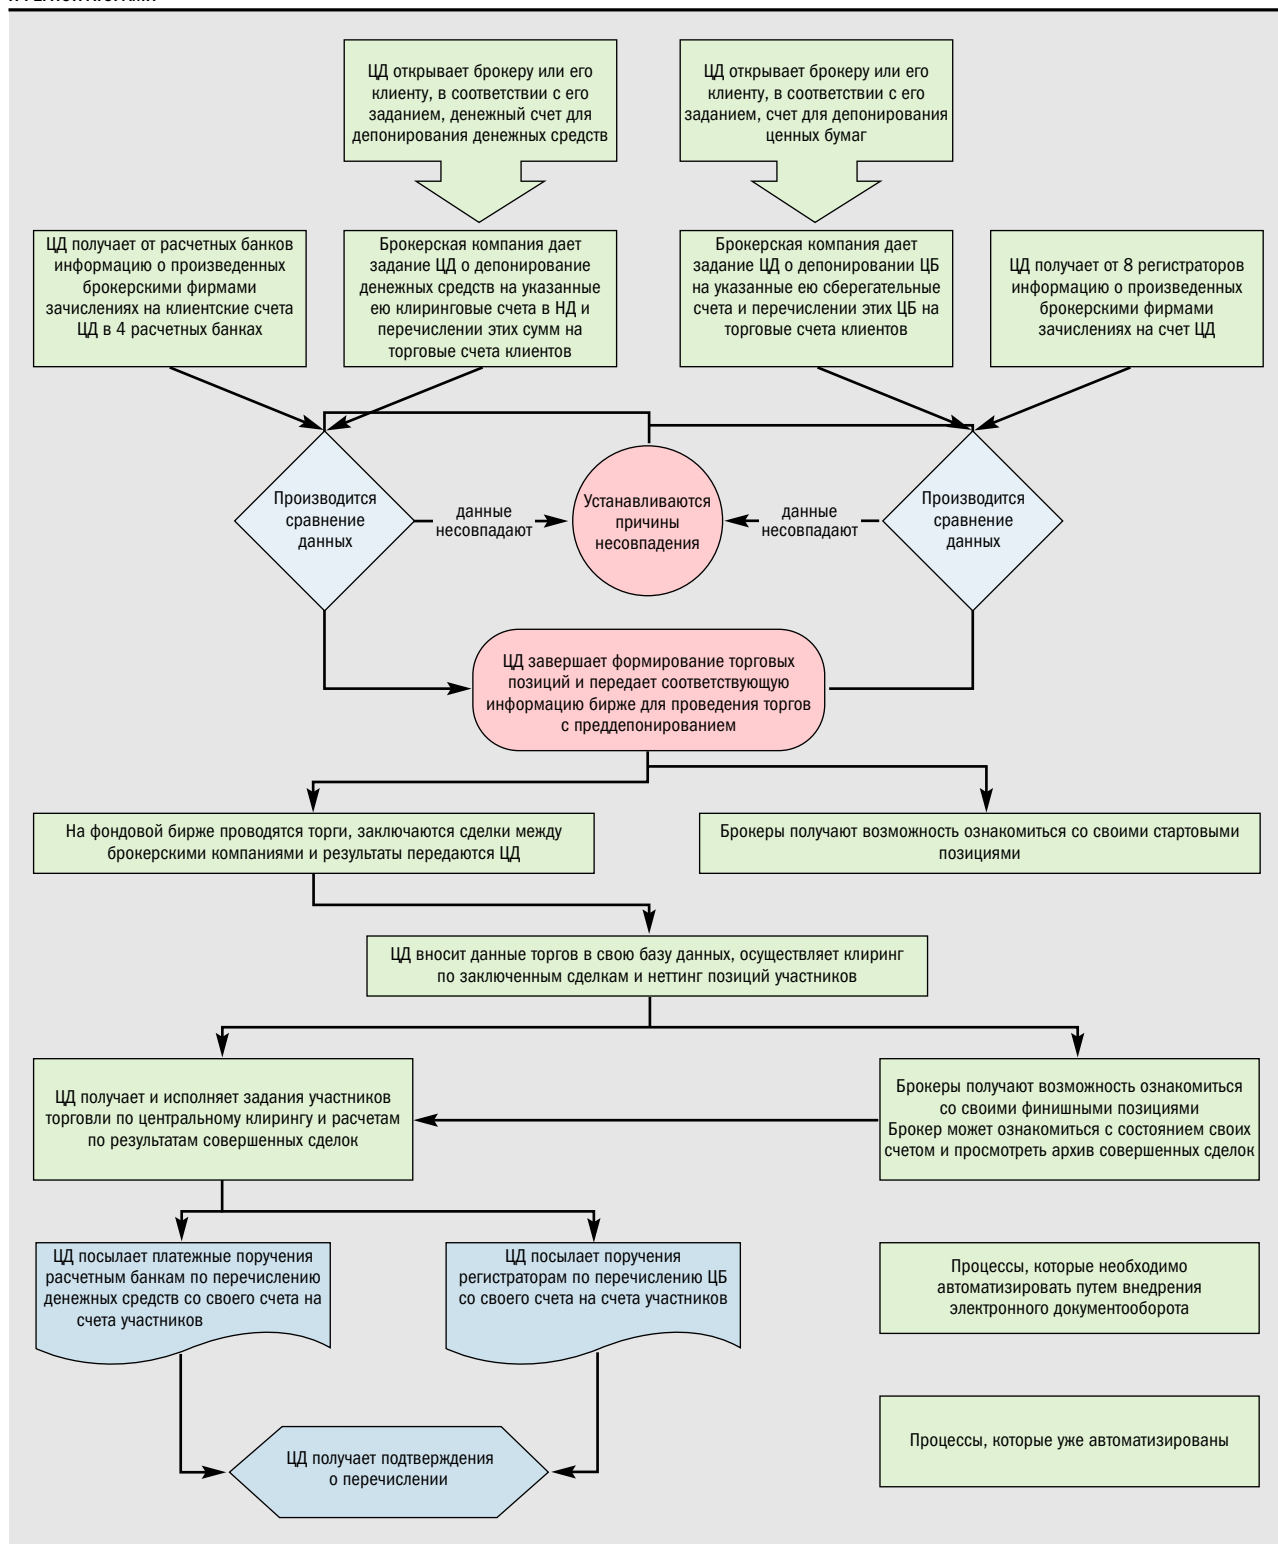 ЦД открывает брокеру или его
клиенту, в соответствии с его
заданием, денежный счет для
депонирования денежных средств
ЦД открывает брокеру или его
клиенту, в соответствии с его
заданием, счет для депонирования
ценных бумаг
ЦД получает от расчетных банков
информацию о произведенных
брокерскими фирмами
зачислениях на клиентские счета
ЦД в 4 расчетных банках
Брокерская компания дает
задание ЦД о депонирование
денежных средств на указанные
ею клиринговые счета в НД и
перечислении этих сумм на
торговые счета клиентов
Брокерская компания дает
задание ЦД о депонировании ЦБ
на указанные ею сберегательные
счета и перечислении этих ЦБ на
торговые счета клиентов
ЦД получает от 8 регистраторов
информацию о произведенных
брокерскими фирмами
зачислениях на счет ЦД
Производится
сравнение
данных
данные
несовпадают
Устанавливаются
причины
несовпадения
данные
несовпадают
Производится
сравнение
данных
ЦД завершает формирование торговых
позиций и передает соответствующую
информацию бирже для проведения торгов
с преддепонированием
На фондовой бирже проводятся торги, заключаются сделки между
брокерскими компаниями и результаты передаются ЦД
Брокеры получают возможность ознакомиться со своими стартовыми
позициями
ЦД вносит данные торгов в свою базу данных, осуществляет клиринг
по заключенным сделкам и неттинг позиций участников
ЦД получает и исполняет задания участников
торговли по центральному клирингу и расчетам
по результатам совершенных сделок
Брокеры получают возможность ознакомиться
со своими финишными позициями
Брокер может ознакомиться с состоянием своих
счетом и просмотреть архив совершенных сделок
ЦД посылает платежные поручения
расчетным банкам по перечислению
денежных средств со своего счета на
счета участников
ЦД посылает поручения
регистраторам по перечислению ЦБ
со своего счета на счета участников
Процессы, которые необходимо
автоматизировать путем внедрения
электронного документооборота
ЦД получает подтверждения
о перечислении
Процессы, которые уже автоматизированы